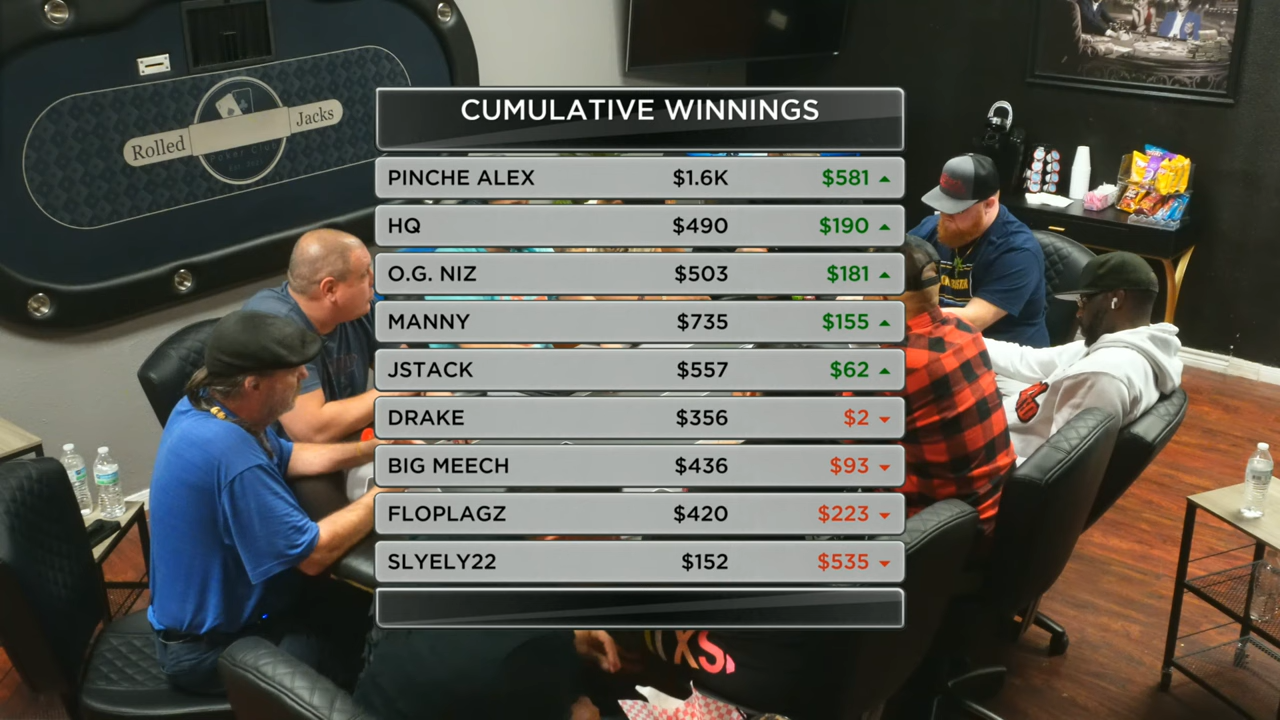 Rolled
Jacks
CUMULATIVE WINNINGS
PINCHE ALEX $1.6K $581
HQ $490 $190
O.G. NIZ $503 $181
MANNY $735 $155
JSTACK $557 $62
DRAKE $356 $2
BIG MEECH $436 $93
FLOPLAGZ $420 $223
SLYELY22 $152 $535
XS,